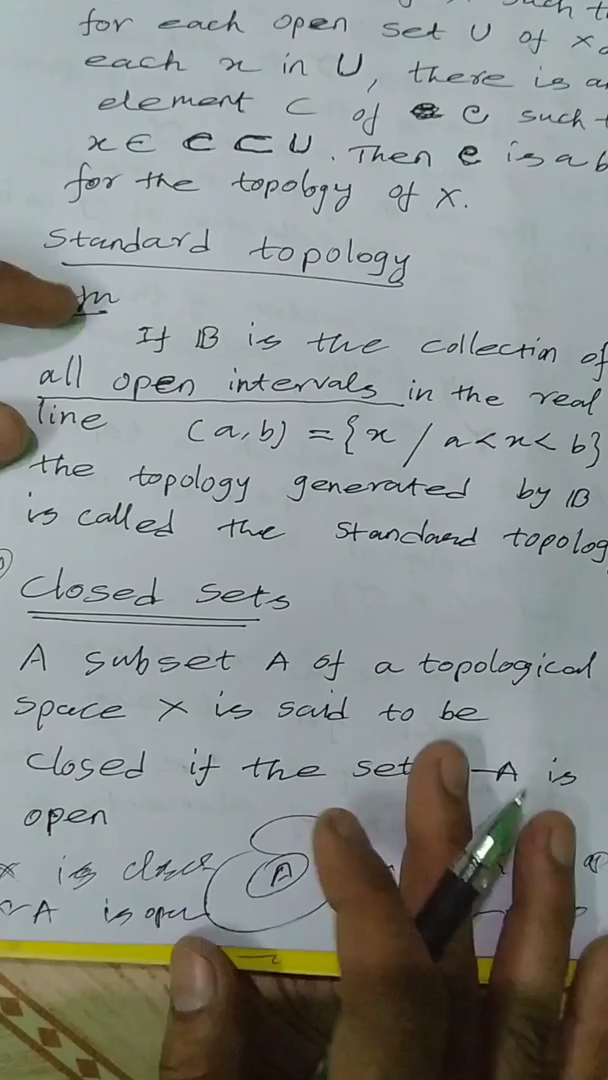 for each open set U of X
each x in U, there is a
element C of C such
x ∈ C ⊂ U. Then C is a b
for the topology of X.
Standard topology
If B is the collectin of
all open intervals in the real
line (a,b) = {x / a<x<b}
the topology generated by B
is called the standard topolog
Closed sets
A subset A of a topological
space X is said to be
closed if the set -A is
open
A
A is open